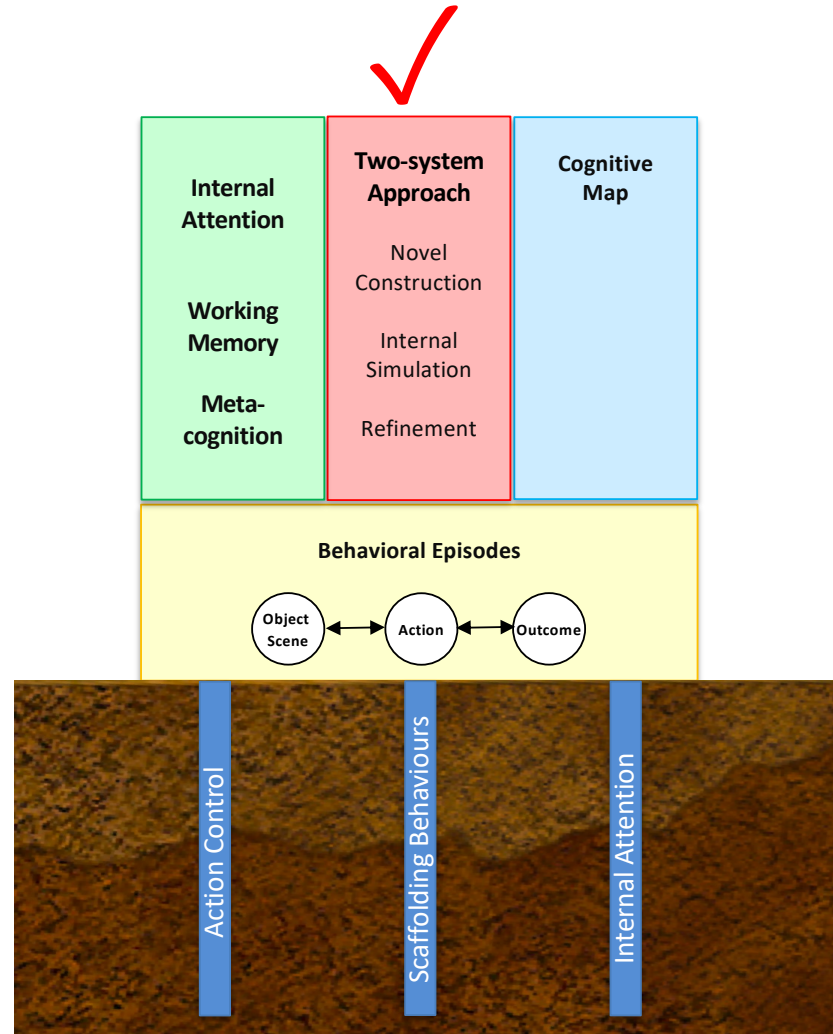 Internal
Attention
Working
Memory
Meta-
cognition
Two-system
Approach
Novel
Construction
Internal
Simulation
Refinement
Cognitive
Map
Behavioral Episodes
Object
Scene
Action
Outcome
Action Control
Scaffolding Behaviours
Internal Attention